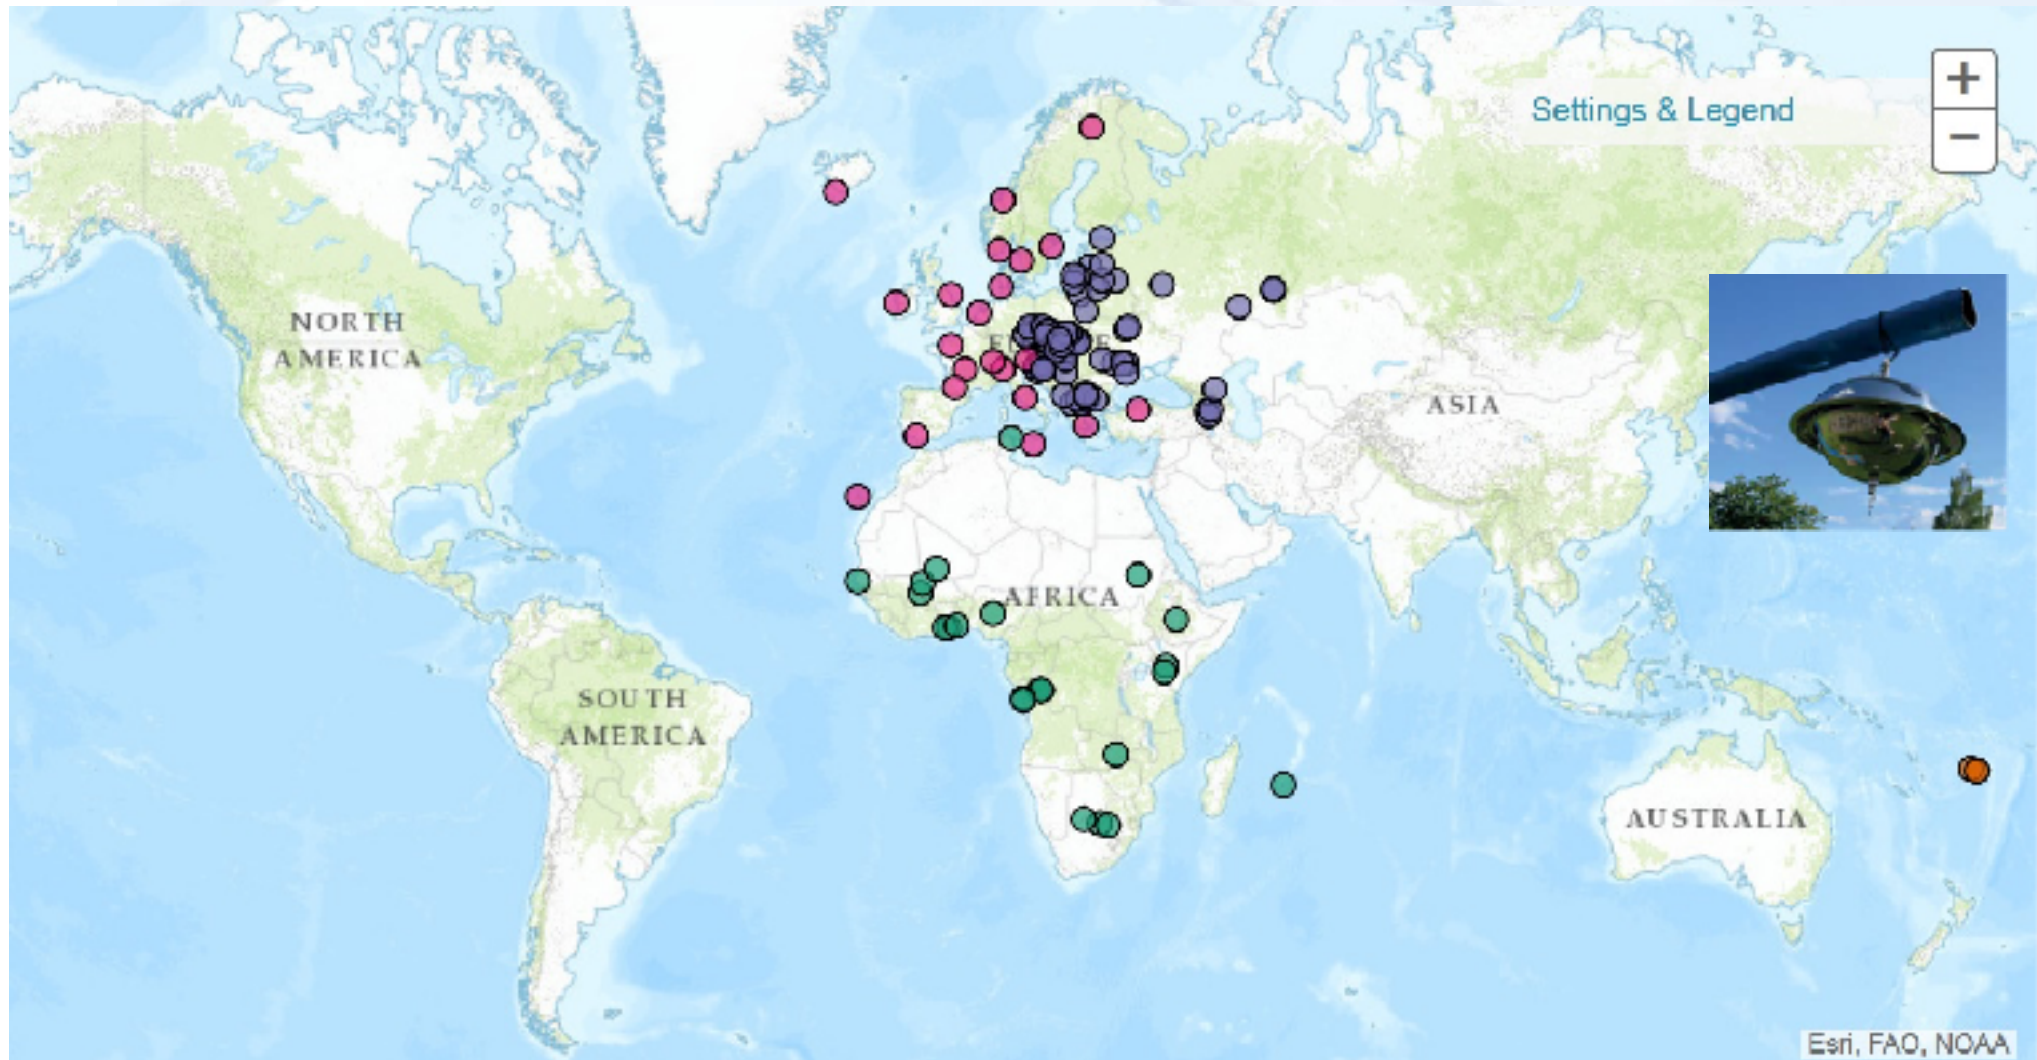 +
Settings & Legend
−
NORTH
AMERICA
ASIA
AFRICA
SOUTH
AMERICA
AUSTRALIA
Esri, FAO, NOAA